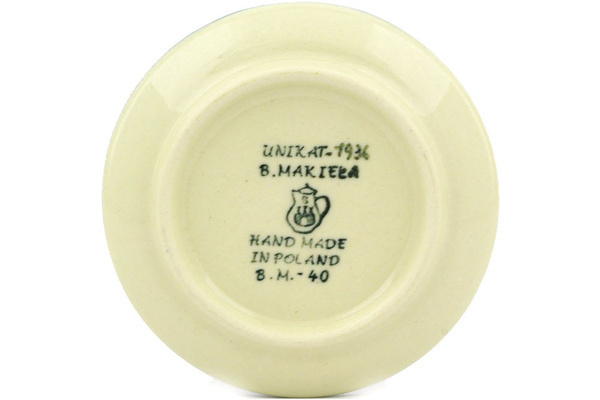 UNIKAT-1936
B. MAKIEŁA
HAND MADE
IN POLAND
B.M.-40